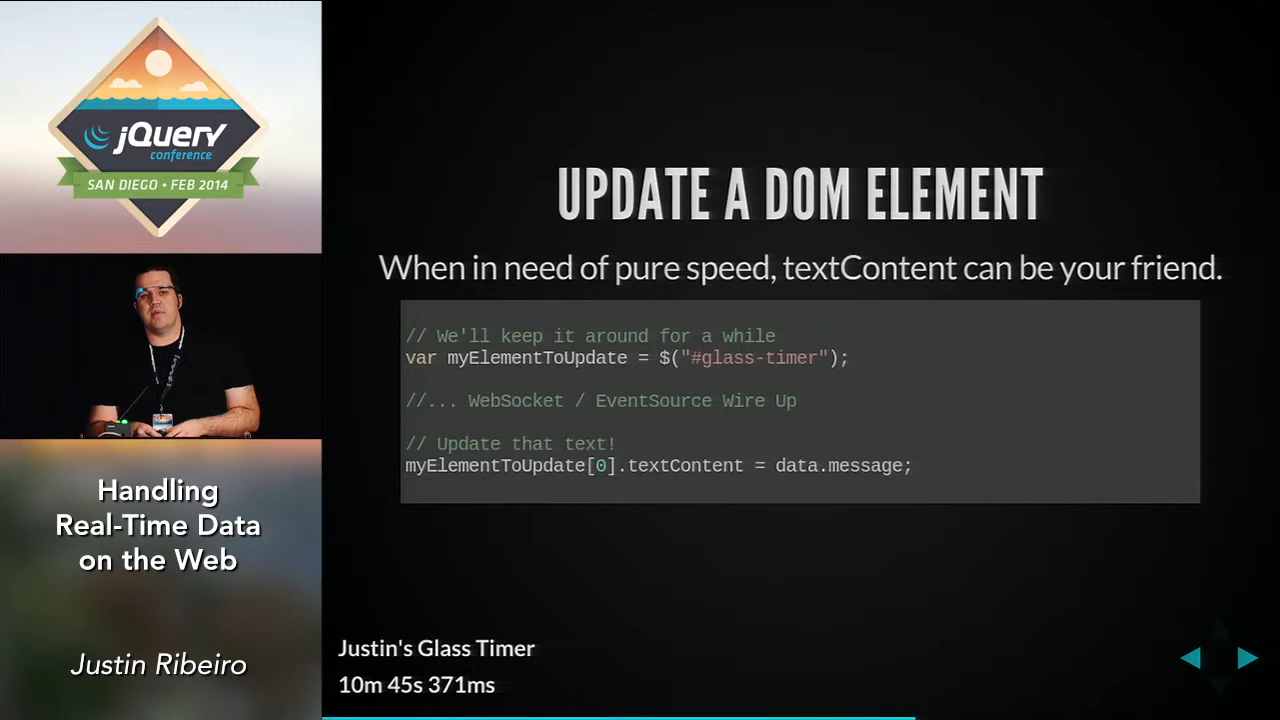 jQuery
conference
SAN DIEGO • FEB 2014
Handling
Real-Time Data
on the Web
Justin Ribeiro
UPDATE A DOM ELEMENT
When in need of pure speed, textContent can be your friend.
// We'll keep it around for a while
var myElementToUpdate = $("#glass-timer");
//... WebSocket / EventSource Wire Up
// Update that text!
myElementToUpdate[0].textContent = data.message;
Justin's Glass Timer
10m 45s 371ms